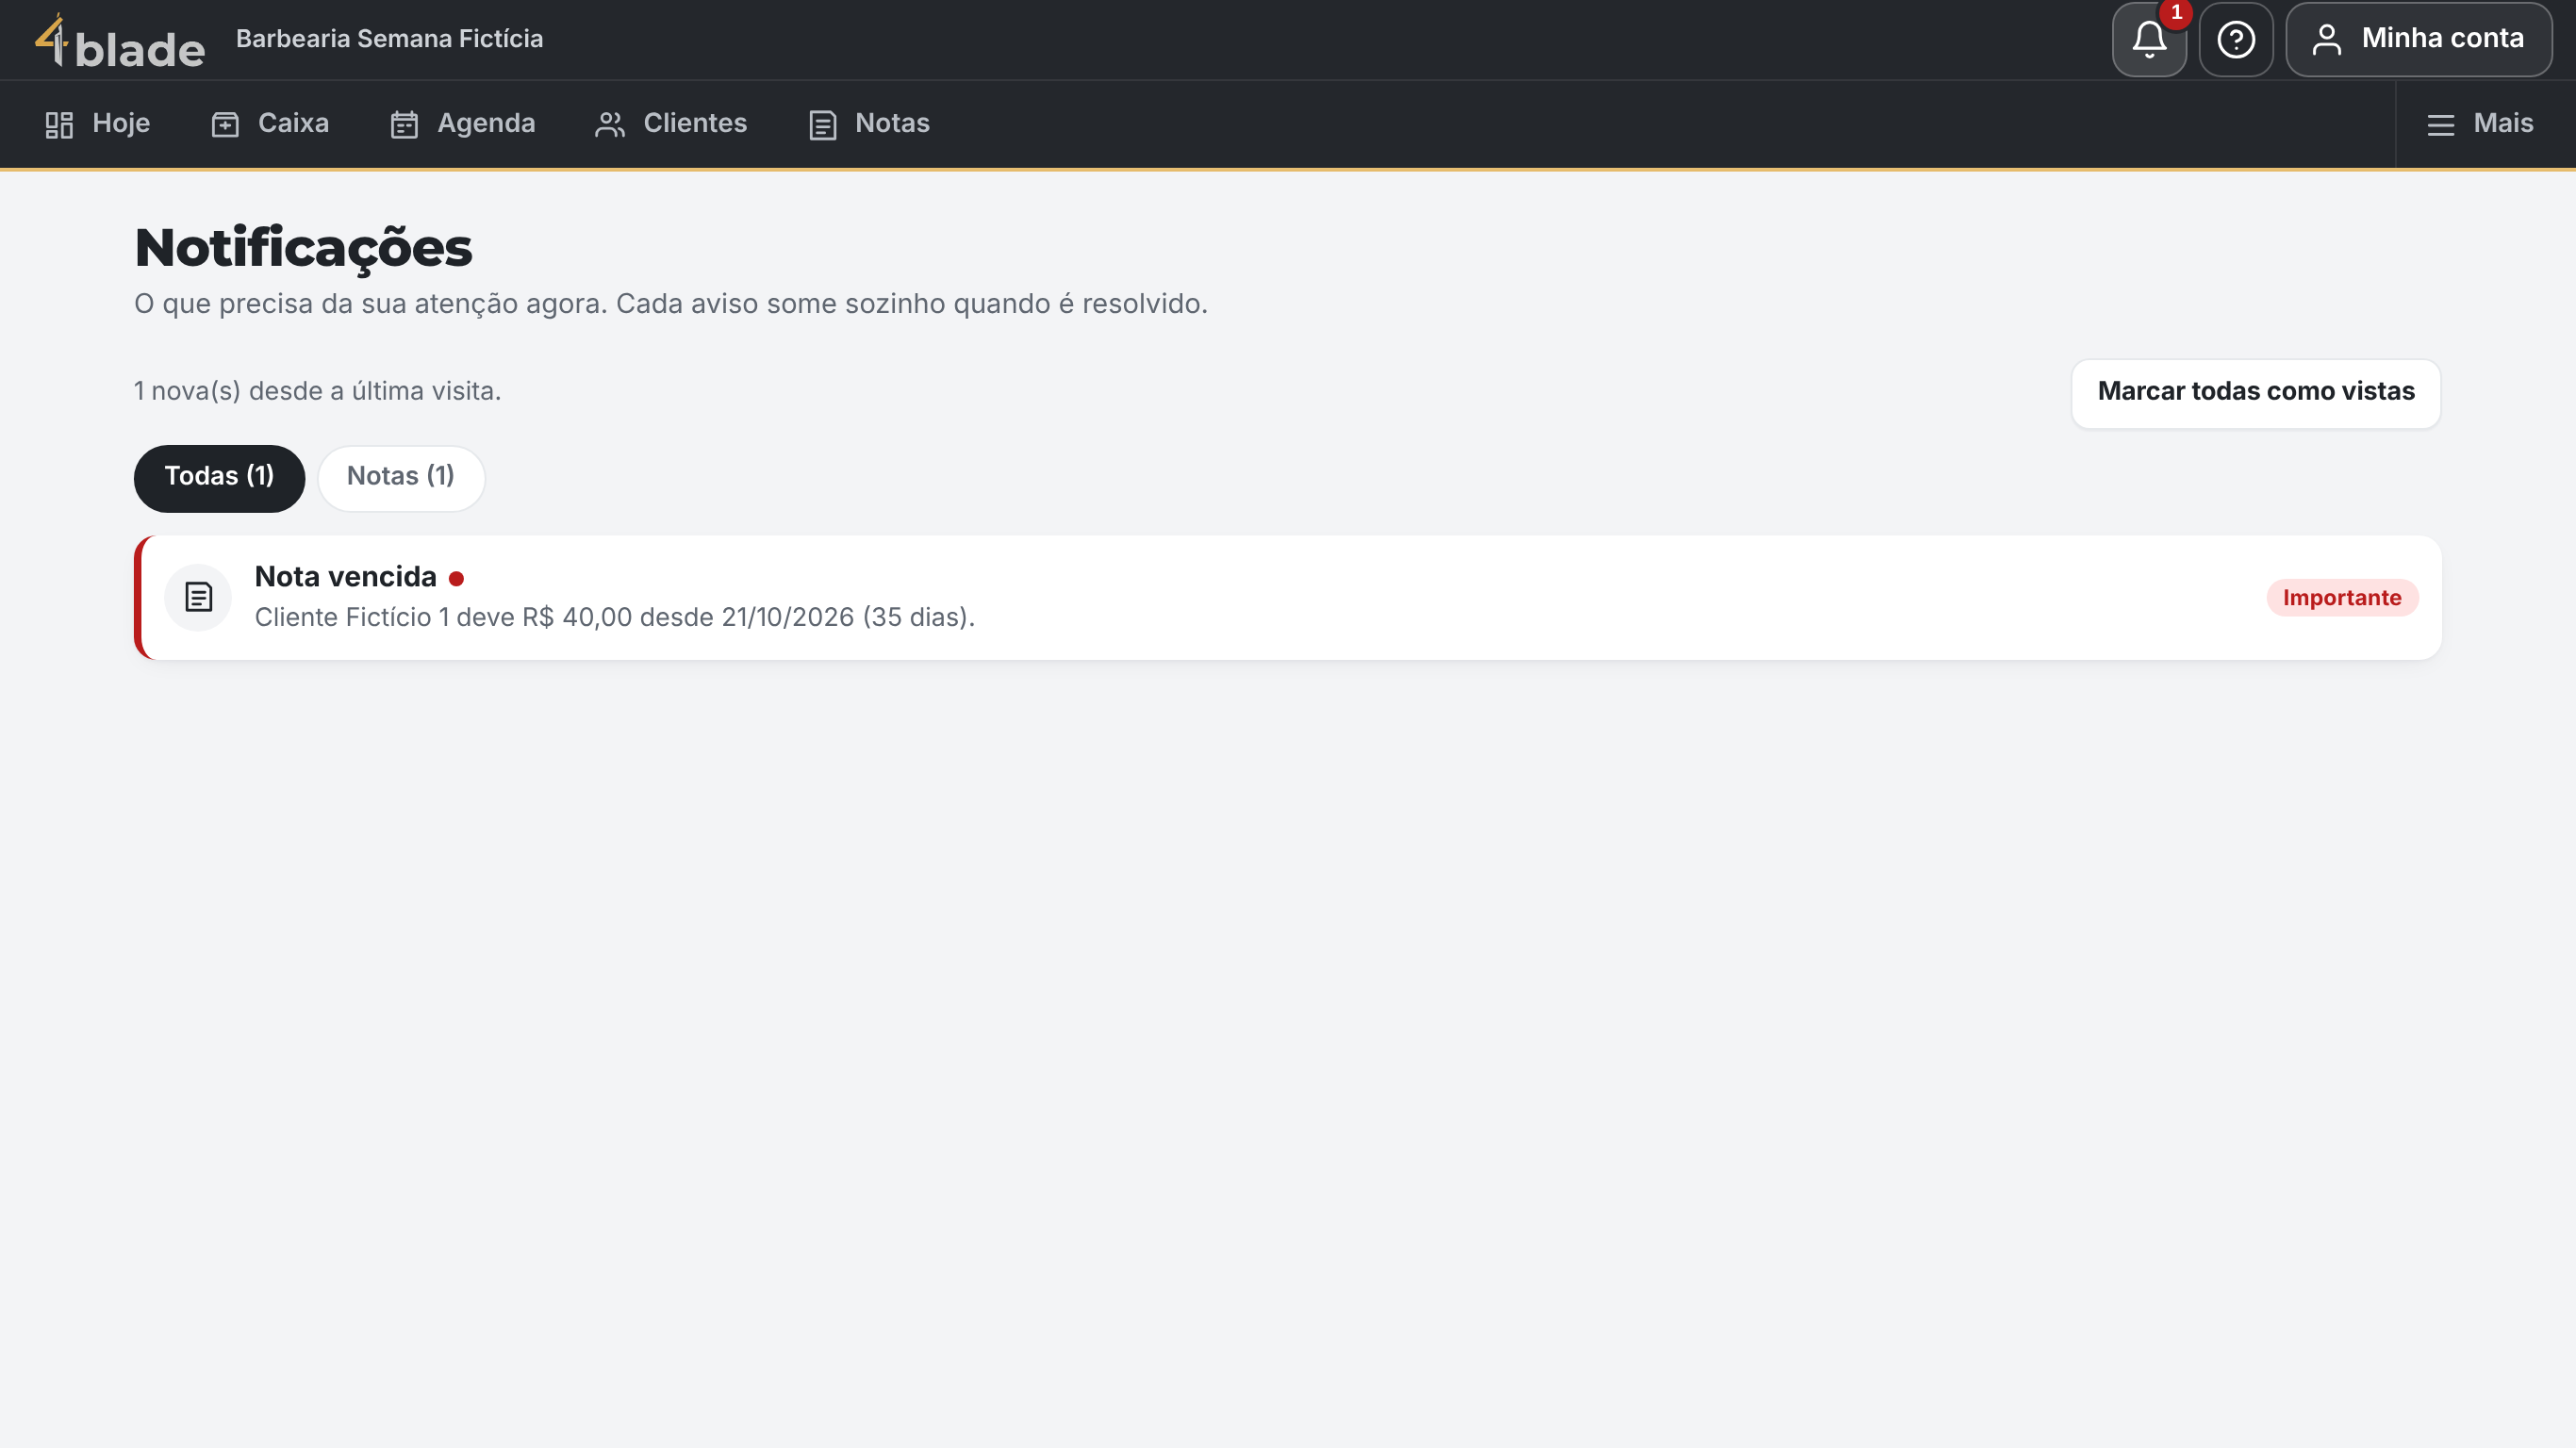 4blade
Barbearia Semana Fictícia
1
Minha conta
Hoje
Caixa
Agenda
Clientes
Notas
Mais
Notificações
O que precisa da sua atenção agora. Cada aviso some sozinho quando é resolvido.
1 nova(s) desde a última visita.
Marcar todas como vistas
Todas (1)
Notas (1)
Nota vencida
Cliente Fictício 1 deve R$ 40,00 desde 21/10/2026 (35 dias).
Importante